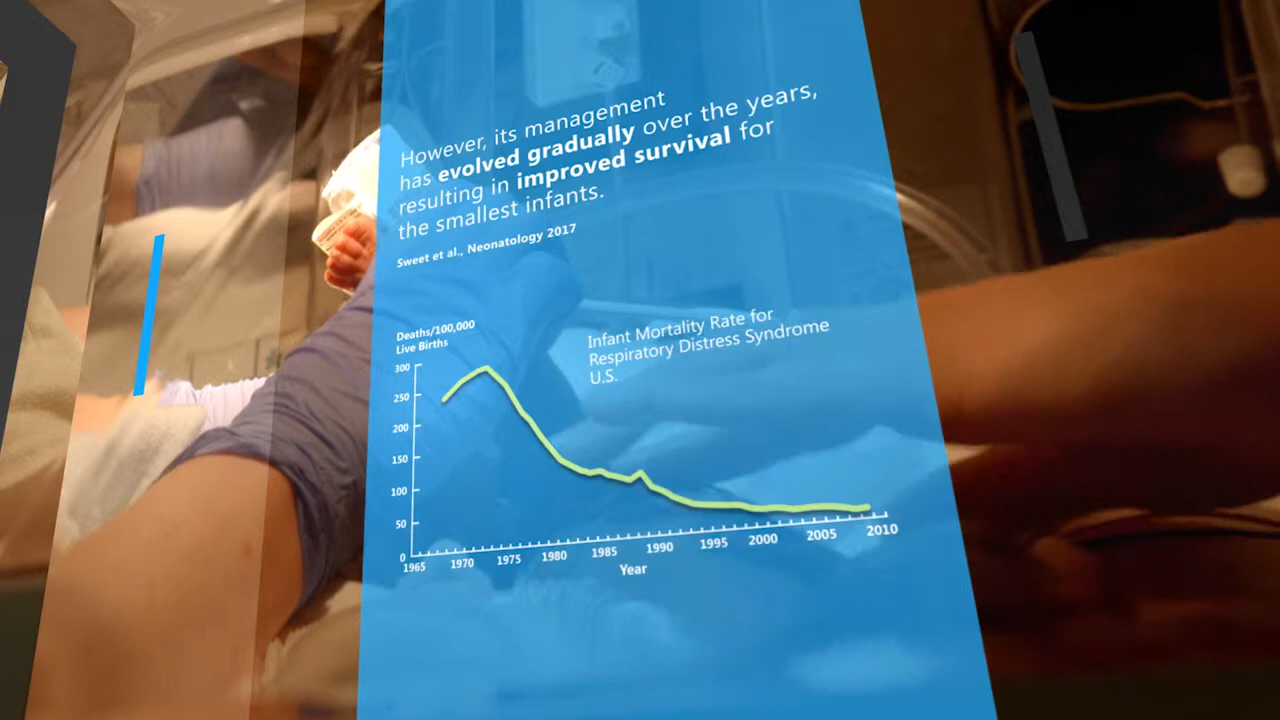 However, its management
has evolved gradually over the years,
resulting in improved survival for
the smallest infants.
Sweet et al., Neonatology 2017
Deaths/100,000
Live Births
Infant Mortality Rate for
Respiratory Distress Syndrome
U.S.
300
250
200
150
100
50
0
1965 1970 1975 1980 1985 1990 1995 2000 2005 2010
Year